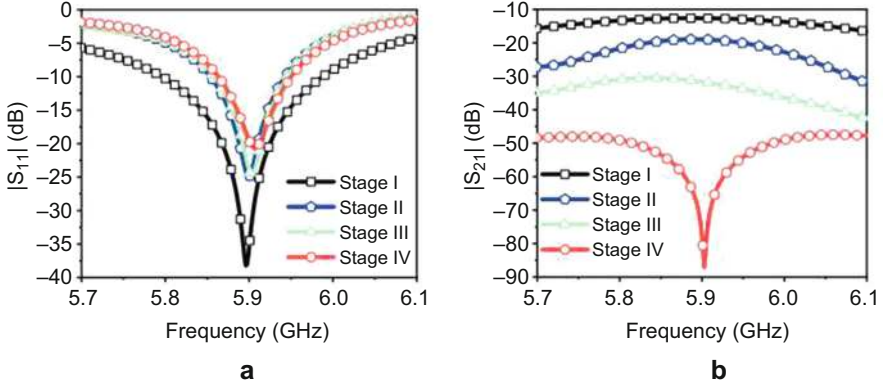 0
–5
–10
–15
–20
–25
–30
–35
–40
|S11| (dB)
Stage I
Stage II
Stage III
Stage IV
5.7 5.8 5.9 6.0 6.1
Frequency (GHz)
a
–10
–20
–30
–40
–50
–60
–70
–80
–90
|S21| (dB)
Stage I
Stage II
Stage III
Stage IV
5.7 5.8 5.9 6.0 6.1
Frequency (GHz)
b